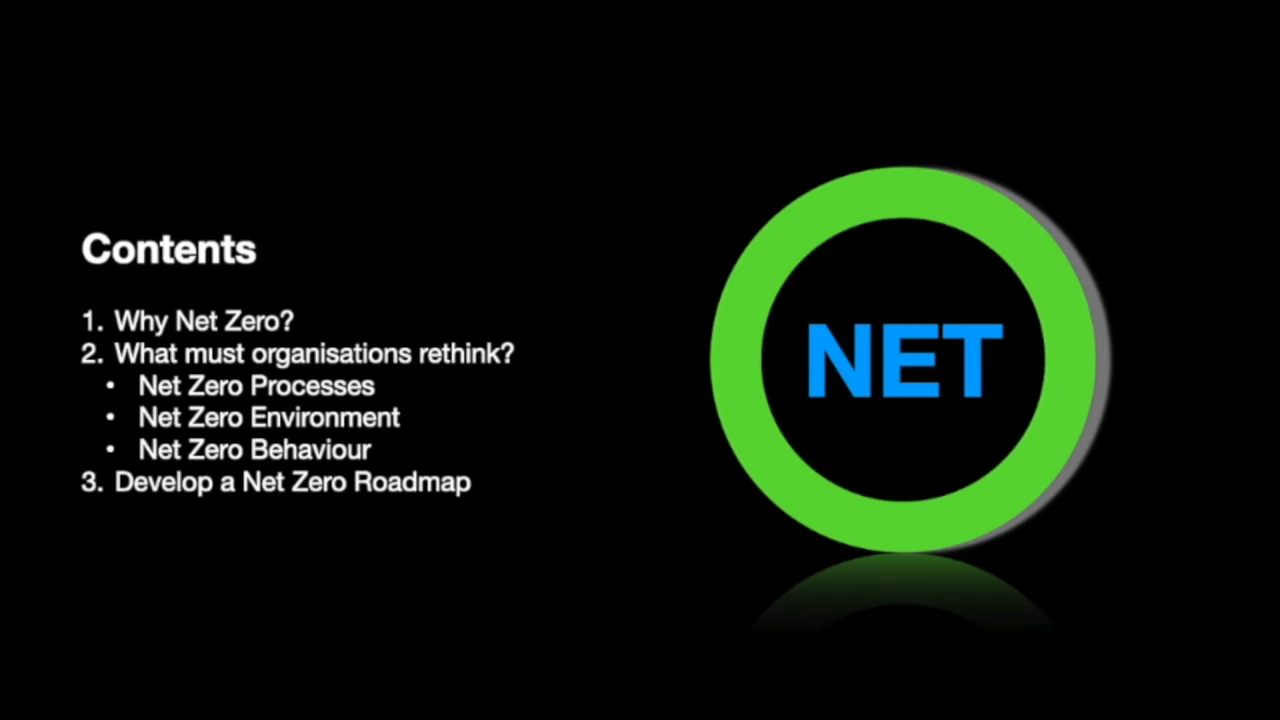 Contents
1. Why Net Zero?
2. What must organisations rethink?
• Net Zero Processes
• Net Zero Environment
• Net Zero Behaviour
3. Develop a Net Zero Roadmap
NET